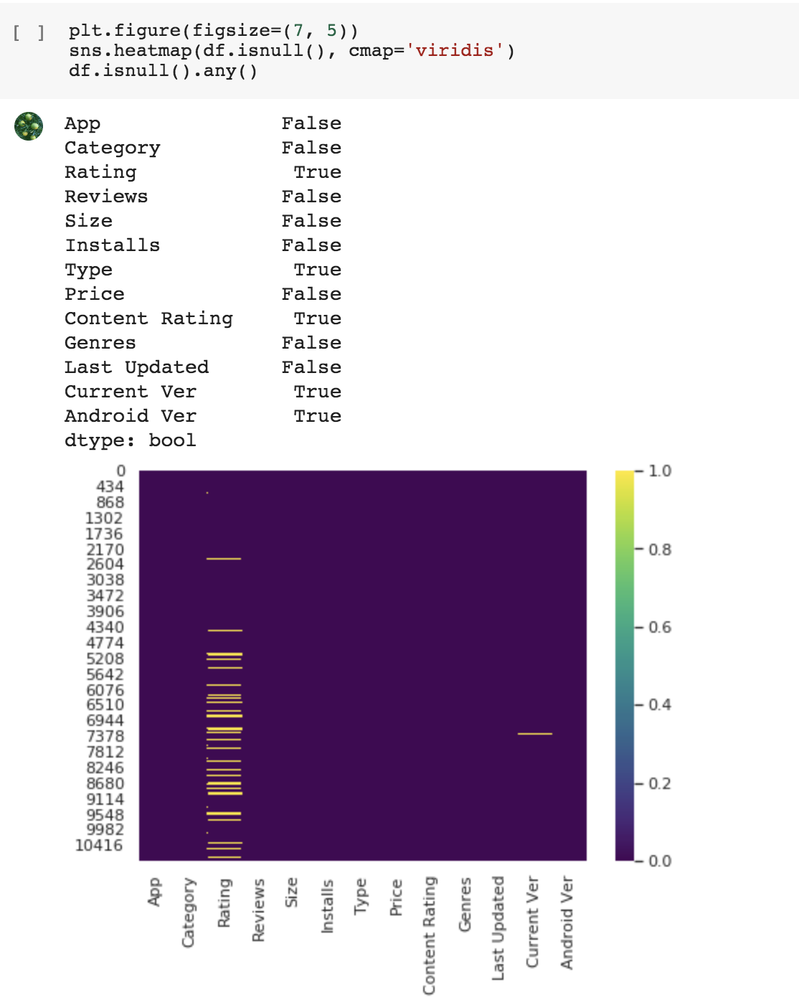 [ ] plt.figure(figsize=(7, 5))
sns.heatmap(df.isnull(), cmap='viridis')
df.isnull().any()
App False
Category False
Rating True
Reviews False
Size False
Installs False
Type True
Price False
Content Rating True
Genres False
Last Updated False
Current Ver True
Android Ver True
dtype: bool
0
434
868
1302
1736
2170
2604
3038
3472
3906
4340
4774
5208
5642
6076
6510
6944
7378
7812
8246
8680
9114
9548
9982
10416
1.0
0.8
0.6
0.4
0.2
0.0
App
Category
Rating
Reviews
Size
Installs
Type
Price
Content Rating
Genres
Last Updated
Current Ver
Android Ver